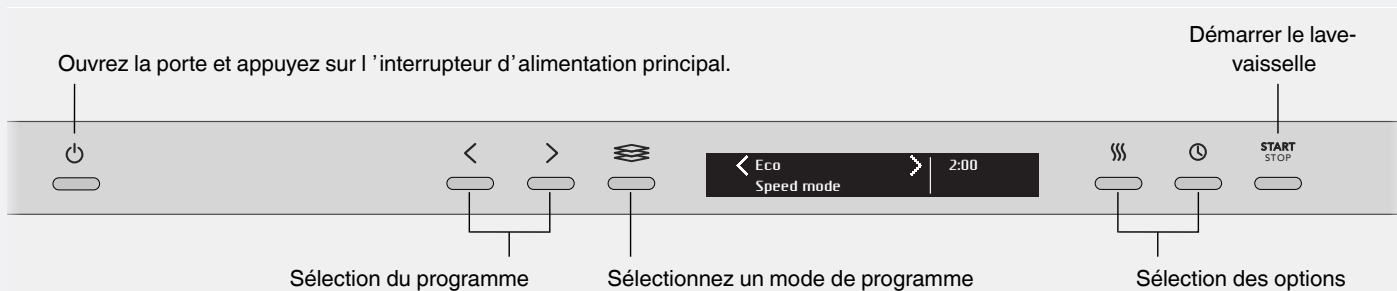 Démarrer le lave-
vaisselle
Ouvrez la porte et appuyez sur l ’interrupteur d’alimentation principal.
START
STOP
Eco 2:00
Speed mode
Sélection du programme
Sélectionnez un mode de programme
Sélection des options